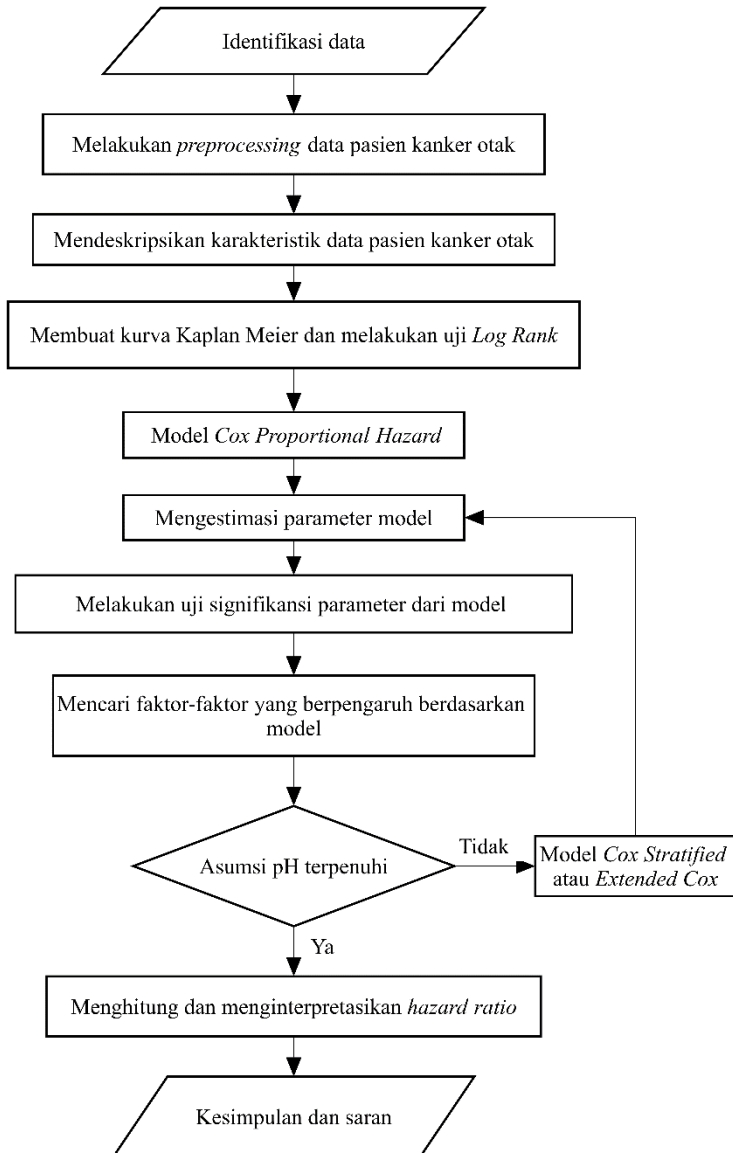 Identifikasi data
Melakukan preprocessing data pasien kanker otak
Mendeskripsikan karakteristik data pasien kanker otak
Membuat kurva Kaplan Meier dan melakukan uji Log Rank
Model Cox Proportional Hazard
Mengestimasi parameter model
Melakukan uji signifikansi parameter dari model
Mencari faktor-faktor yang berpengaruh berdasarkan
model
Asumsi pH terpenuhi
Tidak
Model Cox Stratified
atau Extended Cox
Ya
Menghitung dan menginterpretasikan hazard ratio
Kesimpulan dan saran